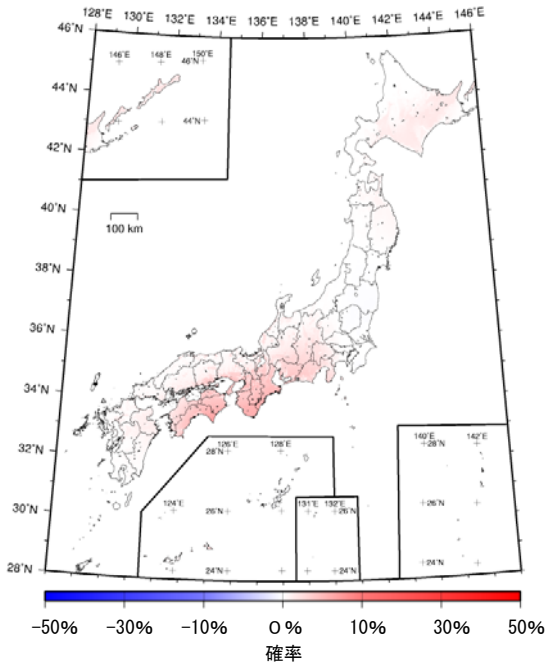 128°E 130°E 132°E 134°E 136°E 138°E 140°E 142°E 144°E 146°E
46°N
146°E 148°E 150°E
46°N
44°N
44°N
42°N
40°N
100 km
38°N
36°N
34°N
32°N
126°E 128°E
28°N
140°E 142°E
28°N
30°N
124°E
26°N
131°E 132°E
26°N
26°N
28°N
24°N
24°N
24°N
-50% -30% -10% 0% 10% 30% 50%
確率